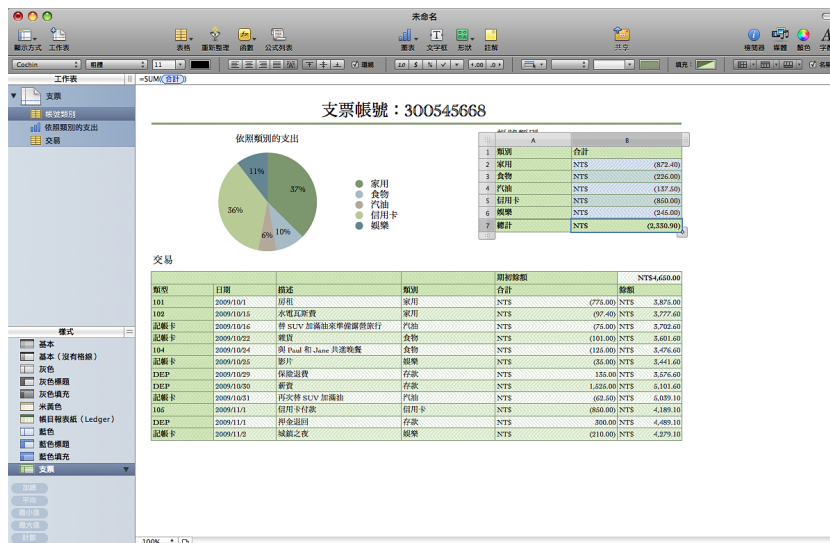 未命名
顯示方式 工作表 表格 重新整理 函數 公式列表 圖表 文字框 形狀 註解 共享 檢閱器 媒體 顏色
Cochin 粗體 11 填充：
工作表 =SUM(合計)
支票
帳號類別
依照類別的支出
交易
支票帳號：300545668
依照類別的支出
11%
37%
36%
6%
10%
家用
食物
汽油
信用卡
娛樂
A B
1 類別 合計
2 家用 NT$ (872.40)
3 食物 NT$ (226.00)
4 汽油 NT$ (137.50)
5 信用卡 NT$ (850.00)
6 娛樂 NT$ (245.00)
7 總計 NT$ (2,330.90)
交易
期初餘額 NT$4,650.00
類型 日期 描述 類別 合計 餘額
101 2009/10/1 房租 家用 NT$ (775.00) NT$ 3,875.00
102 2009/10/15 水電瓦斯費 家用 NT$ (97.40) NT$ 3,777.60
記帳卡 2009/10/16 替 SUV 加滿油來準備露營旅行 汽油 NT$ (75.00) NT$ 3,702.60
記帳卡 2009/10/22 雜貨 食物 NT$ (101.00) NT$ 3,601.60
104 2009/10/24 與 Paul 和 Jane 共進晚餐 食物 NT$ (125.00) NT$ 3,476.60
記帳卡 2009/10/25 影片 娛樂 NT$ (35.00) NT$ 3,441.60
DEP 2009/10/29 保險退費 存款 NT$ 135.00 NT$ 3,576.60
DEP 2009/10/30 薪資 存款 NT$ 1,525.00 NT$ 5,101.60
記帳卡 2009/10/31 再次替 SUV 加滿油 汽油 NT$ (62.50) NT$ 5,039.10
105 2009/11/1 信用卡付款 信用卡 NT$ (850.00) NT$ 4,189.10
DEP 2009/11/1 押金退回 存款 NT$ 300.00 NT$ 4,489.10
記帳卡 2009/11/2 城鎮之夜 娛樂 NT$ (210.00) NT$ 4,279.10
樣式
基本
基本（沒有格線）
灰色
灰色標題
灰色填充
米黃色
帳目報表紙（Ledger）
藍色
藍色標題
藍色填充
支票
加總
平均
最小值
最大值
計數
100%